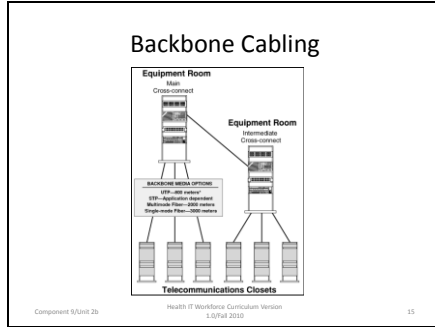 Backbone Cabling
Equipment Room
Main
Cross-connect
Equipment Room
Intermediate
Cross-connect
BACKBONE MEDIA OPTIONS
UTP—800 meters*
STP—Application dependent
Multimode Fiber—2000 meters
Single-mode Fiber—3000 meters
Telecommunications Closets
Component 9/Unit 2b
Health IT Workforce Curriculum Version
1.0/Fall 2010
15